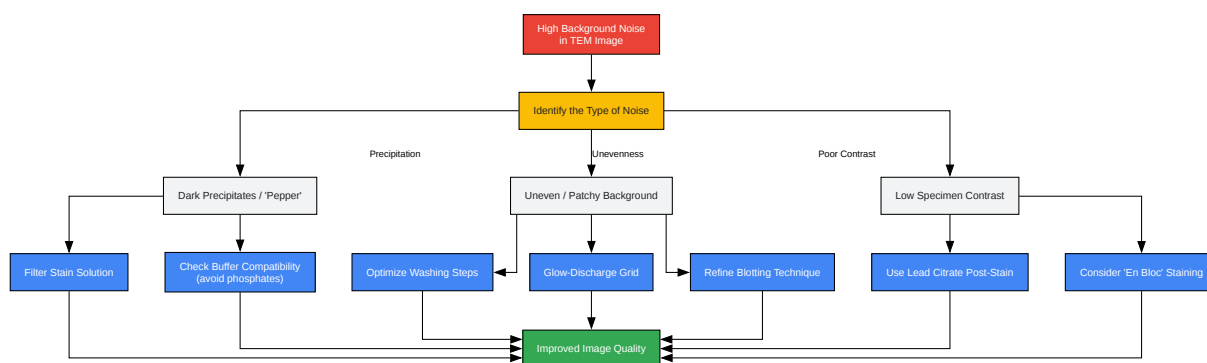 High Background Noise
in TEM Image
Identify the Type of Noise
Precipitation
Unevenness
Poor Contrast
Dark Precipitates / 'Pepper'
Uneven / Patchy Background
Low Specimen Contrast
Filter Stain Solution
Check Buffer Compatibility
(avoid phosphates)
Optimize Washing Steps
Glow-Discharge Grid
Refine Blotting Technique
Use Lead Citrate Post-Stain
Consider 'En Bloc' Staining
Improved Image Quality